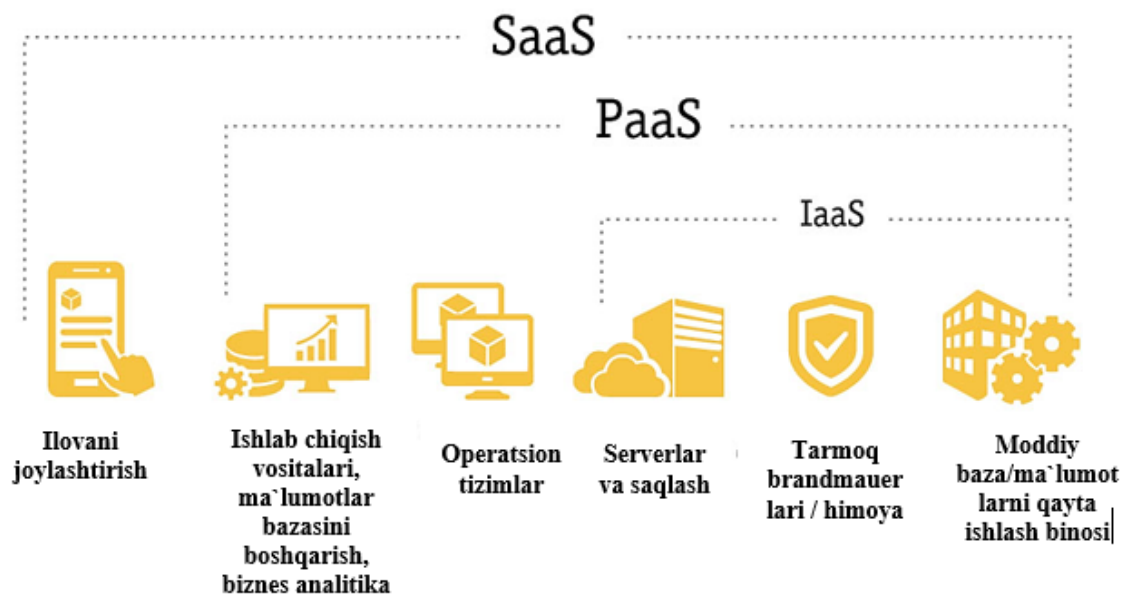 SaaS
PaaS
IaaS
Ilovani
joylashtirish
Ishlab chiqish
vositalari,
ma`lumotlar
bazasini
boshqarish,
biznes analitika
Operatsion
tizimlar
Serverlar
va saqlash
Tarmoq
brandmauer
lari / himoya
Moddiy
baza/ma`lumot
larni qayta
ishlash binosi